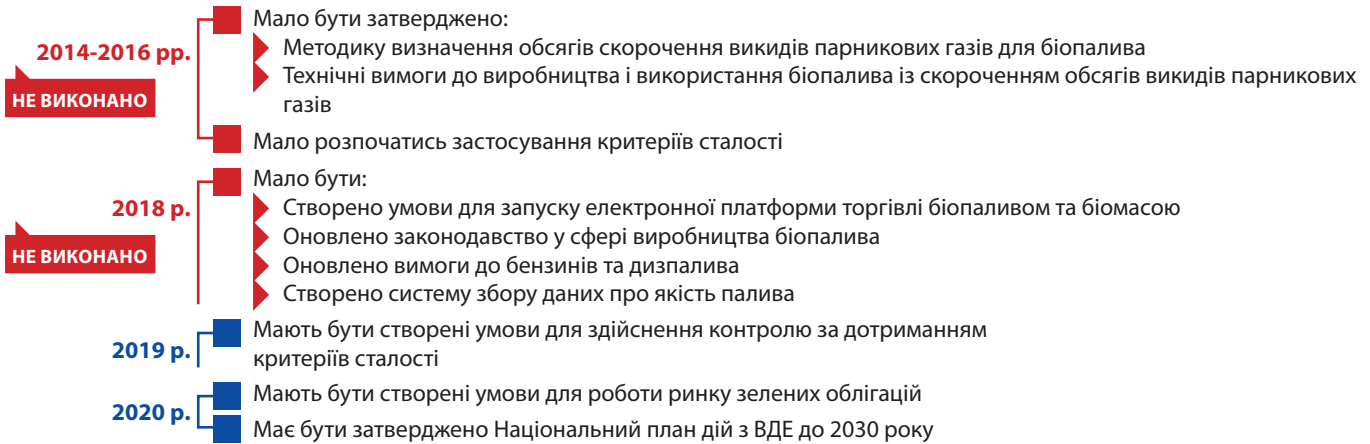 2014-2016 рр.
НЕ ВИКОНАНО
Мало бути затверджено:
Методику визначення обсягів скорочення викидів парникових газів для біопалива
Технічні вимоги до виробництва і використання біопалива із скороченням обсягів викидів парникових
газів
Мало розпочатись застосування критеріїв сталості
2018 р.
НЕ ВИКОНАНО
Мало бути:
Створено умови для запуску електронної платформи торгівлі біопаливом та біомасою
Оновлено законодавство у сфері виробництва біопалива
Оновлено вимоги до бензинів та дизпалива
Створено систему збору даних про якість палива
2019 р.
Мають бути створені умови для здійснення контролю за дотриманням
критеріїв сталості
2020 р.
Мають бути створені умови для роботи ринку зелених облігацій
Має бути затверджено Національний план дій з ВДЕ до 2030 року